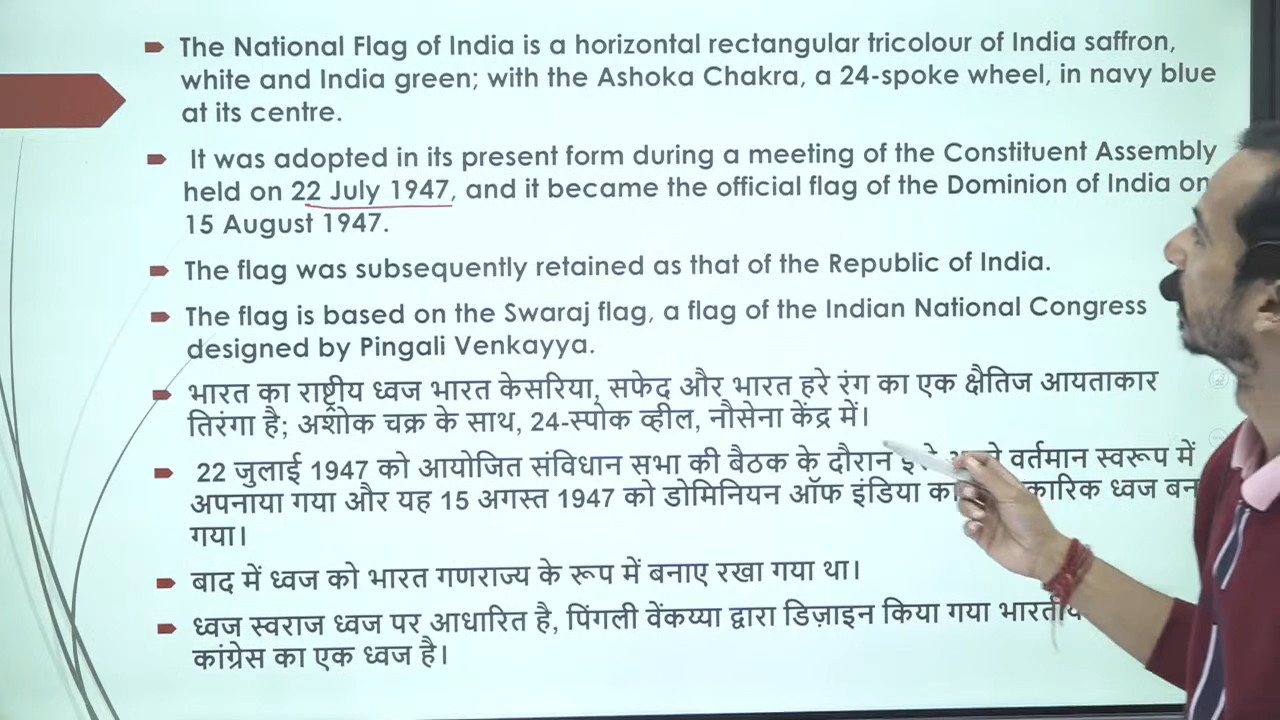 The National Flag of India is a horizontal rectangular tricolour of India saffron,
white and India green; with the Ashoka Chakra, a 24-spoke wheel, in navy blue
at its centre.
It was adopted in its present form during a meeting of the Constituent Assembly
held on 22 July 1947, and it became the official flag of the Dominion of India on
15 August 1947.
The flag was subsequently retained as that of the Republic of India.
The flag is based on the Swaraj flag, a flag of the Indian National Congress
designed by Pingali Venkayya.
भारत का राष्ट्रीय ध्वज भारत केसरिया, सफेद और भारत हरे रंग का एक क्षैतिज आयताकार
तिरंगा है; अशोक चक्र के साथ, 24-स्पोक व्हील, नौसेना केंद्र में।
22 जुलाई 1947 को आयोजित संविधान सभा की बैठक के दौरान वर्तमान स्वरूप में
अपनाया गया और यह 15 अगस्त 1947 को डोमिनियन ऑफ इंडिया का ध्वज बन
गया।
बाद में ध्वज को भारत गणराज्य के रूप में बनाए रखा गया था।
ध्वज स्वराज ध्वज पर आधारित है, पिंगली वेंकय्या द्वारा डिज़ाइन किया गया
कांग्रेस का एक ध्वज है।